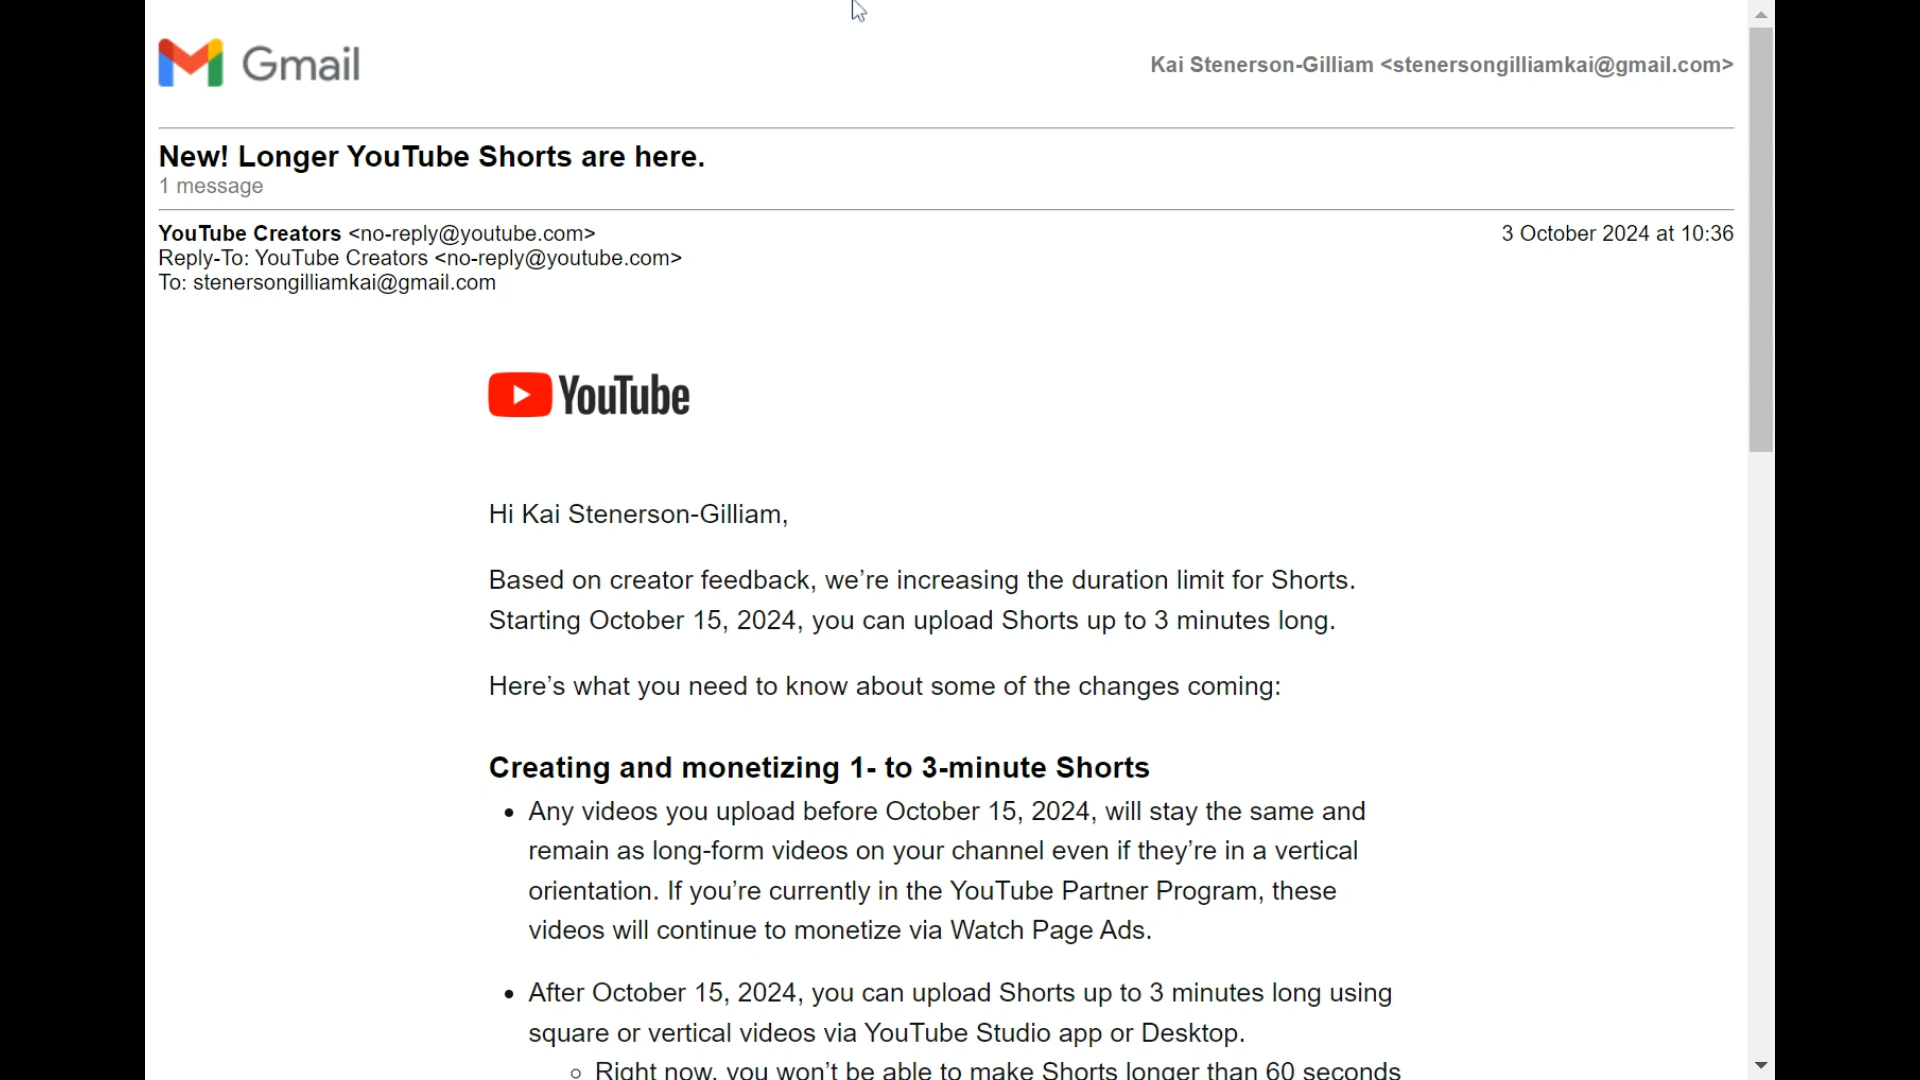 Gmail
Kai Stenerson-Gilliam <stenersongilliamkai@gmail.com>
New! Longer YouTube Shorts are here.
1 message
YouTube Creators <no-reply@youtube.com>
3 October 2024 at 10:36
Reply-To: YouTube Creators <no-reply@youtube.com>
To: stenersongilliamkai@gmail.com
YouTube
Hi Kai Stenerson-Gilliam,
Based on creator feedback, we’re increasing the duration limit for Shorts.
Starting October 15, 2024, you can upload Shorts up to 3 minutes long.
Here’s what you need to know about some of the changes coming:
Creating and monetizing 1- to 3-minute Shorts
• Any videos you upload before October 15, 2024, will stay the same and
remain as long-form videos on your channel even if they’re in a vertical
orientation. If you’re currently in the YouTube Partner Program, these
videos will continue to monetize via Watch Page Ads.
• After October 15, 2024, you can upload Shorts up to 3 minutes long using
square or vertical videos via YouTube Studio app or Desktop.
◦ Right now, you won’t be able to make Shorts longer than 60 seconds